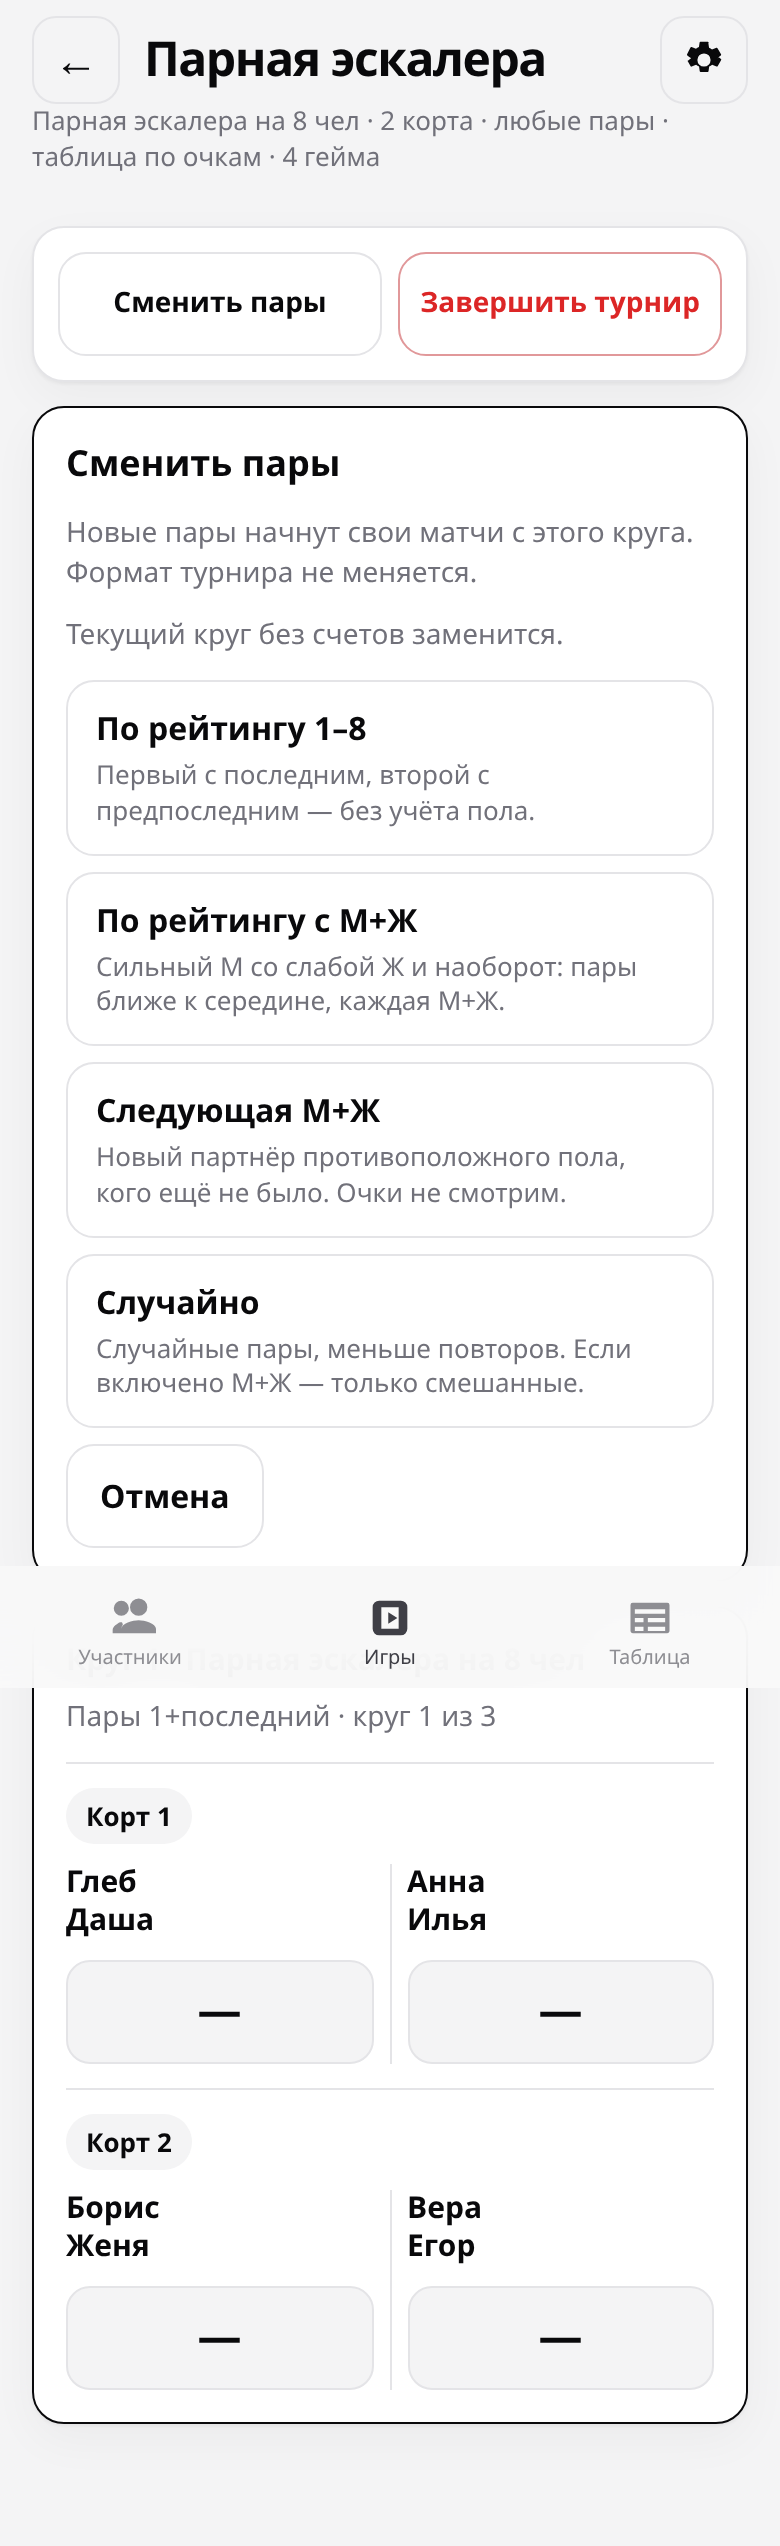 ←
Парная эскалера
Парная эскалера на 8 чел · 2 корта · любые пары ·
таблица по очкам · 4 гейма
Сменить пары
Завершить турнир
Сменить пары
Новые пары начнут свои матчи с этого круга.
Формат турнира не меняется.
Текущий круг без счетов заменится.
По рейтингу 1–8
Первый с последним, второй с
предпоследним — без учёта пола.
По рейтингу с М+Ж
Сильный М со слабой Ж и наоборот: пары
ближе к середине, каждая М+Ж.
Следующая М+Ж
Новый партнёр противоположного пола,
кого ещё не было. Очки не смотрим.
Случайно
Случайные пары, меньше повторов. Если
включено М+Ж — только смешанные.
Отмена
Парная эскалера на 8 чел
Участники
Игры
Таблица
Пары 1+последний · круг 1 из 3
Корт 1
Глеб
Даша
Анна
Илья
—
—
Корт 2
Борис
Женя
Вера
Егор
—
—